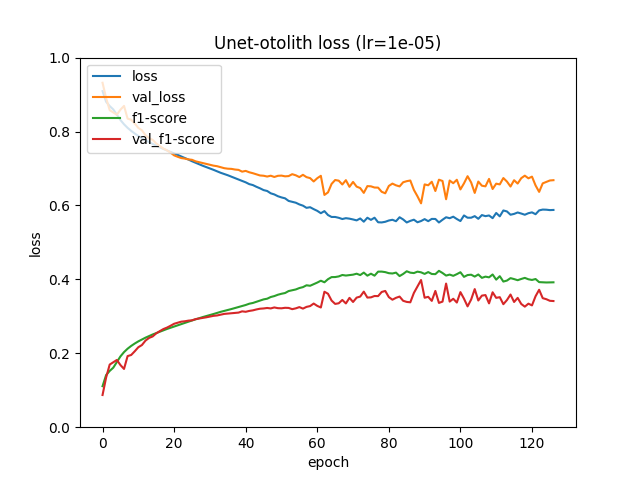 Unet-otolith loss (lr=1e-05)
loss
val_loss
f1-score
val_f1-score
1.0
0.8
0.6
0.4
0.2
0.0
loss
0 20 40 60 80 100 120
epoch